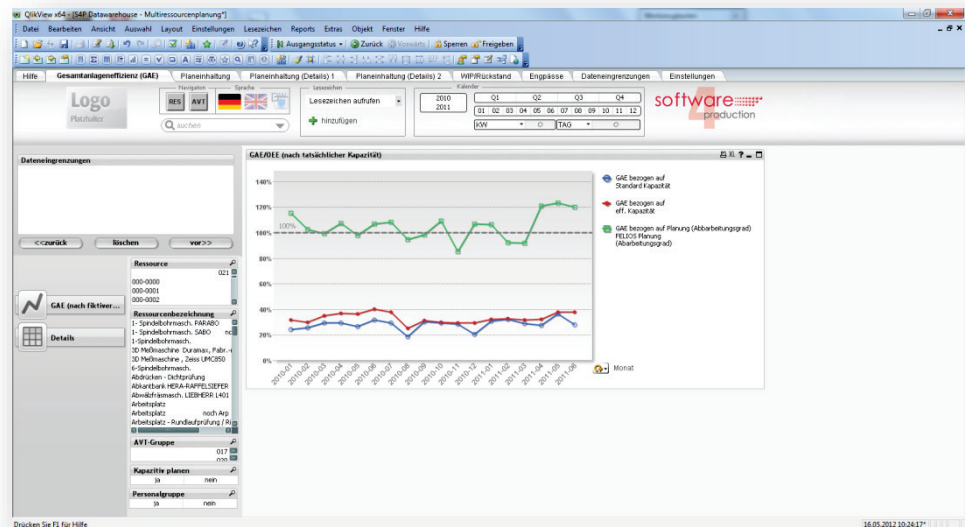 QlikView x64 - [S4P Datawarehouse - Multiressourcenplanung*]
Datei Bearbeiten Ansicht Auswahl Layout Einstellungen Lesezeichen Reports Extras Objekt Fenster Hilfe
Ausgangsstatus Zurück Vorwärts Sperren Freigeben
Hilfe Gesamtanlageneffizienz (GAE) Planeinhaltung Planeinhaltung (Details) 1 Planeinhaltung (Details) 2 WIP/Rückstand Engpässe Dateneingrenzungen Einstellungen
Logo
Platzhalter
Navigation Sprache
RES AVT
suchen
Lesezeichen
Lesezeichen aufrufen
hinzufügen
Kalender
2010
2011
Q1 Q2 Q3 Q4
01 02 03 04 05 06 07 08 09 10 11 12
KW TAG
software
4
production
Dateneingrenzungen
<<zurück löschen vor>>
GAE (nach fiktiver...
Details
Ressource
021
000-0000
000-0001
000-0002
Ressourcenbezeichnung
1- Spindelbohrmasch. PARABO
1- Spindelbohrmasch. SABO
1-Spindelbohrmasch.
3D Meßmaschine Duramax, Fabr.-
3D Meßmaschine , Zeiss UMC850
6-Spindelbohrmasch.
Abdrücken - Dichtprüfung
Abkantbank HERA-RAFFELSIEFER
Abwälzfräsmasch. LIEBHERR L401
Arbeitsplatz
Arbeitsplatz noch Arp
Arbeitsplatz - Rundlaufprüfung /
AVT-Gruppe
017
020
Kapazitiv planen
ja nein
Personalgruppe
ja nein
GAE/OEE (nach tatsächlicher Kapazität)
XL ?
140%
120%
100%
100%
80%
60%
40%
20%
0%
2010-01 2010-02 2010-03 2010-04 2010-05 2010-06 2010-07 2010-08 2010-09 2010-10 2010-11 2010-12 2011-01 2011-02 2011-03 2011-04 2011-05 2011-06
GAE bezogen auf
Standard Kapazität
GAE bezogen auf
eff. Kapazität
GAE bezogen auf Planung (Abbarbeitungsgrad)
FELIOS Planung
(Abarbeitungsgrad)
Monat
Drücken Sie F1 für Hilfe
16.05.2012 10:24:17*